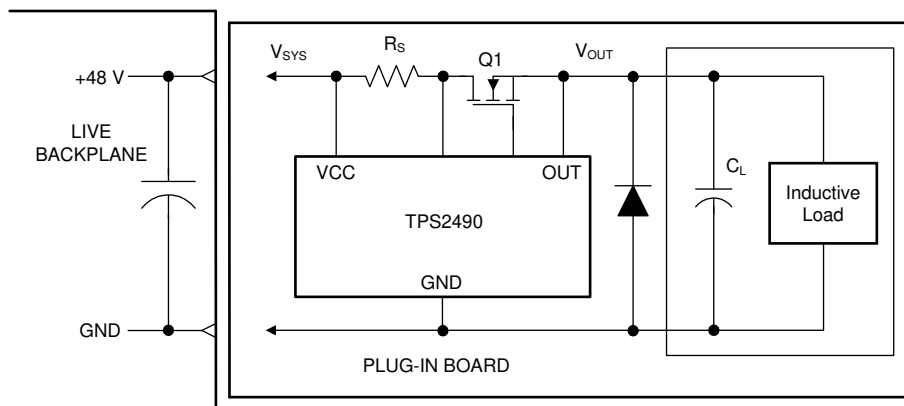 +48 V
LIVE
BACKPLANE
GND
VSYS
RS
Q1
VOUT
VCC
OUT
TPS2490
GND
CL
Inductive
Load
PLUG-IN BOARD